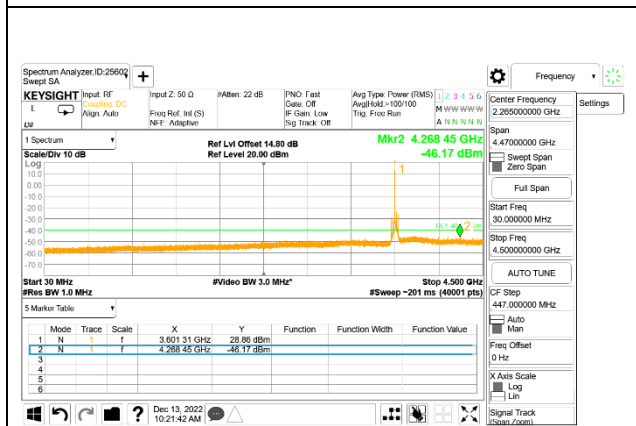 Spectrum Analyzer,ID:25602
Swept SA
+
Frequency
KEYSIGHT Input: RF Input Z: 50 Ω #Atten: 22 dB PNO: Fast Avg Type: Power (RMS) 1 2 3 4 5 6
L Coupling: DC Gate: Off Avg|Hold:>100/100 M W W W W W
Align: Auto Freq Ref: Int (S) IF Gain: Low Trig: Free Run
NFE: Adaptive Sig Track: Off A N N N N N
Settings
Center Frequency
2.265000000 GHz
Span
4.47000000 GHz
Swept Span
Zero Span
Full Span
Start Freq
30.000000 MHz
Stop Freq
4.500000000 GHz
AUTO TUNE
CF Step
447.000000 MHz
Auto
Man
Freq Offset
0 Hz
X Axis Scale
Log
Lin
Signal Track
(Span Zoom)
1 Spectrum
Scale/Div 10 dB
Ref Lvl Offset 14.80 dB
Ref Level 20.00 dBm
Mkr2 4.268 45 GHz
-46.17 dBm
Log
10.0
0.00
-10.0
-20.0
-30.0
-40.0
-50.0
-60.0
-70.0
1
2
Start 30 MHz #Video BW 3.0 MHz* Stop 4.500 GHz
#Res BW 1.0 MHz #Sweep ~201 ms (40001 pts)
5 Marker Table
Mode Trace Scale X Y Function Function Width Function Value
1 N 1 f 3.601 31 GHz 28.86 dBm
2 N 1 f 4.268 45 GHz -46.17 dBm
3
4
5
6
? Dec 13, 2022
10:21:42 AM